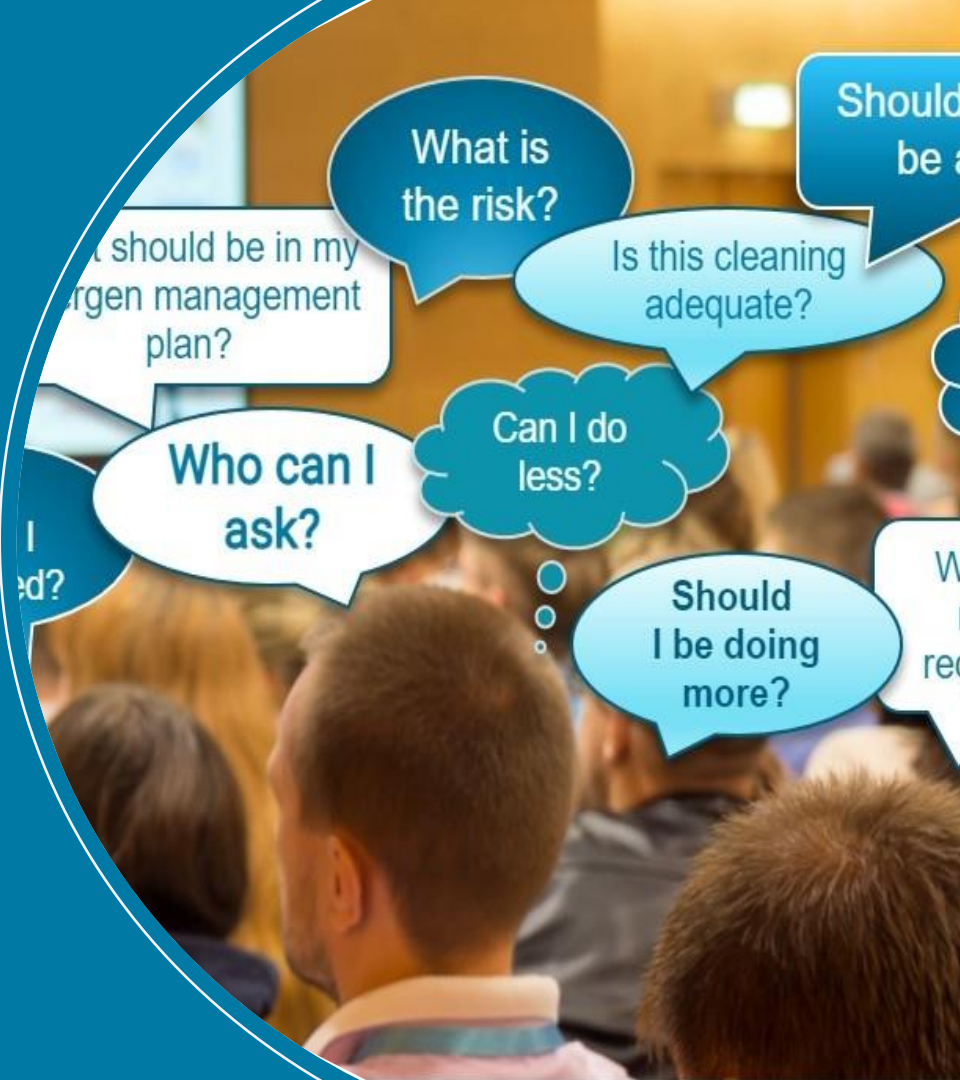 What is
the risk?
Should
be
should be in my
management
plan?
Is this cleaning
adequate?
Can I do
less?
Who can I
ask?
I
Should
I be doing
more?